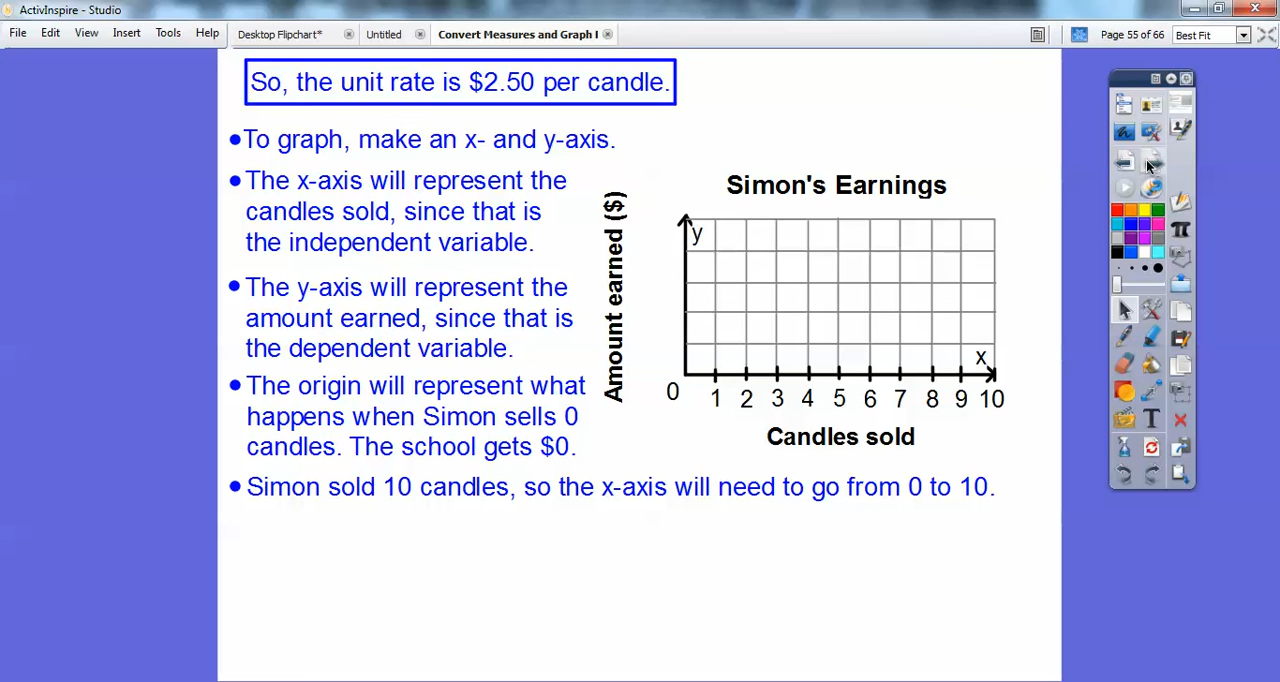 ActivInspire - Studio
File Edit View Insert Tools Help
Desktop Flipchart* Untitled Convert Measures and Graph I
Page 55 of 66 Best Fit
So, the unit rate is $2.50 per candle.
•To graph, make an x- and y-axis.
•The x-axis will represent the
candles sold, since that is
the independent variable.
•The y-axis will represent the
amount earned, since that is
the dependent variable.
•The origin will represent what
happens when Simon sells 0
candles. The school gets $0.
•Simon sold 10 candles, so the x-axis will need to go from 0 to 10.
Simon's Earnings
Amount earned ($)
y
x
0 1 2 3 4 5 6 7 8 9 10
Candles sold